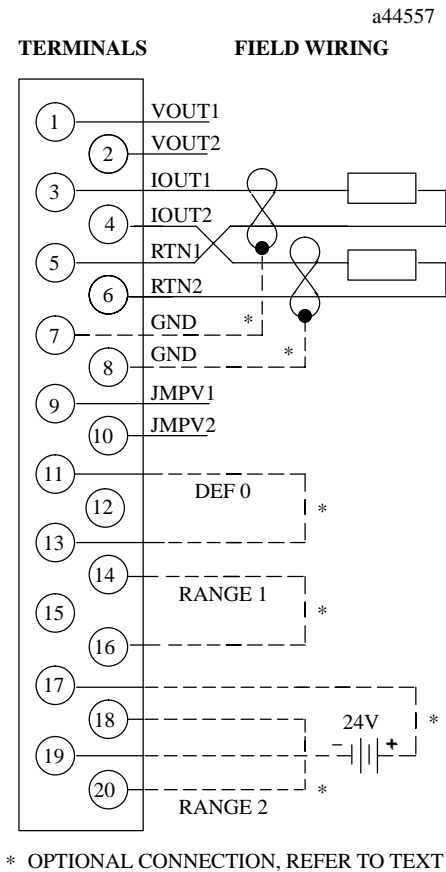 a44557
TERMINALS FIELD WIRING
1 VOUT1
2 VOUT2
3 IOUT1
4 IOUT2
5 RTN1
6 RTN2
7 GND *
8 GND *
9 JMPV1
10 JMPV2
11
DEF 0
12 *
13
14
RANGE 1
15 *
16
17
18 24V *
19 - +
20 *
RANGE 2
* OPTIONAL CONNECTION, REFER TO TEXT